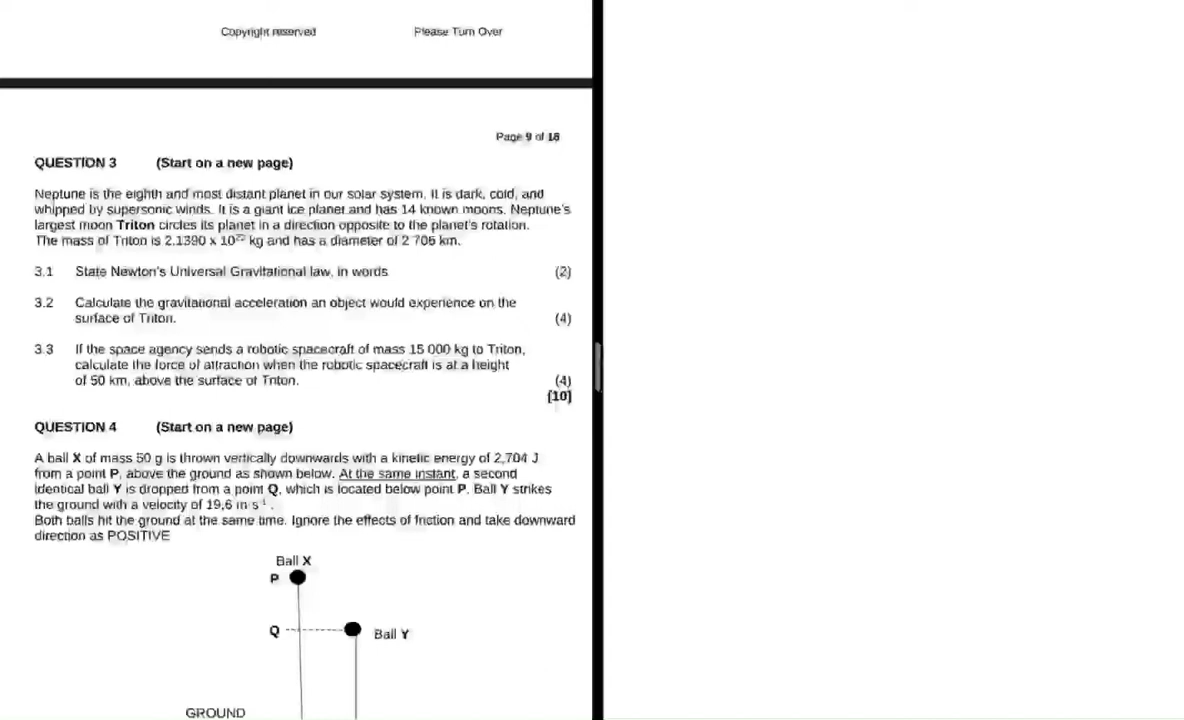 Copyright reserved Please Turn Over
Page 9 of 18
QUESTION 3 (Start on a new page)
Neptune is the eighth and most distant planet in our solar system. It is dark, cold, and
whipped by supersonic winds. It is a giant ice planet and has 14 known moons. Neptune's
largest moon Triton circles its planet in a direction opposite to the planet's rotation.
The mass of Triton is 2.1390 x 10²² kg and has a diameter of 2 706 km.
3.1 State Newton's Universal Gravitational law, in words (2)
3.2 Calculate the gravitational acceleration an object would experience on the
surface of Triton. (4)
3.3 If the space agency sends a robotic spacecraft of mass 15 000 kg to Triton,
calculate the force of attraction when the robotic spacecraft is at a height
of 50 km, above the surface of Triton. (4)
[10]
QUESTION 4 (Start on a new page)
A ball X of mass 50 g is thrown vertically downwards with a kinetic energy of 2,704 J
from a point P, above the ground as shown below. At the same instant, a second
identical ball Y is dropped from a point Q, which is located below point P. Ball Y strikes
the ground with a velocity of 19,6 m·s⁻¹.
Both balls hit the ground at the same time. Ignore the effects of friction and take downward
direction as POSITIVE
Ball X
P
Q Ball Y
GROUND